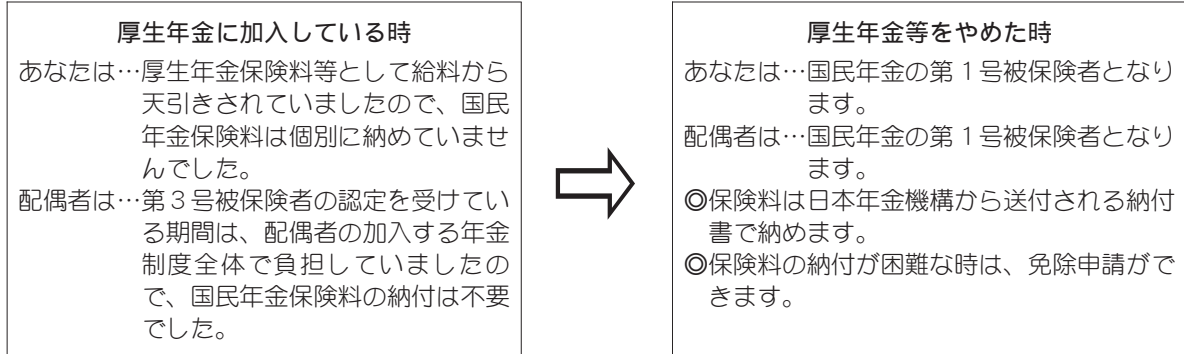 厚生年金に加入している時
あなたは…厚生年金保険料等として給料から
天引きされていましたので、国民
年金保険料は個別に納めていませ
んでした。
配偶者は…第3号被保険者の認定を受けてい
る期間は、配偶者の加入する年金
制度全体で負担していましたの
で、国民年金保険料の納付は不要
でした。
厚生年金等をやめた時
あなたは…国民年金の第1号被保険者となり
ます。
配偶者は…国民年金の第1号被保険者となり
ます。
◎保険料は日本年金機構から送付される納付
書で納めます。
◎保険料の納付が困難な時は、免除申請がで
きます。